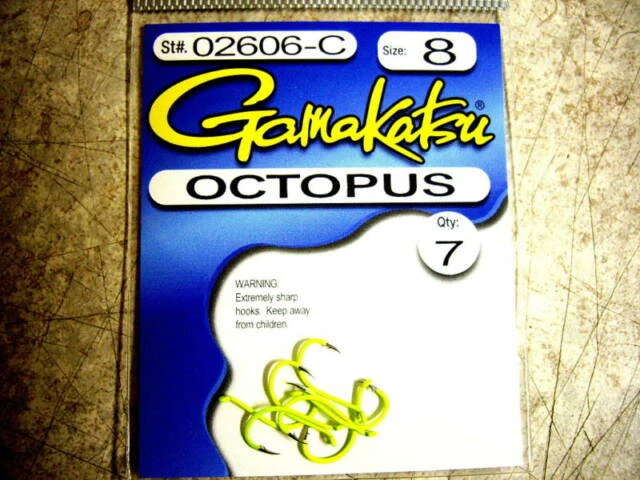 St#. 02606-C
Size: 8
Gamakatsu®
OCTOPUS
Qty:
7
WARNING:
Extremely sharp
hooks. Keep away
from children.